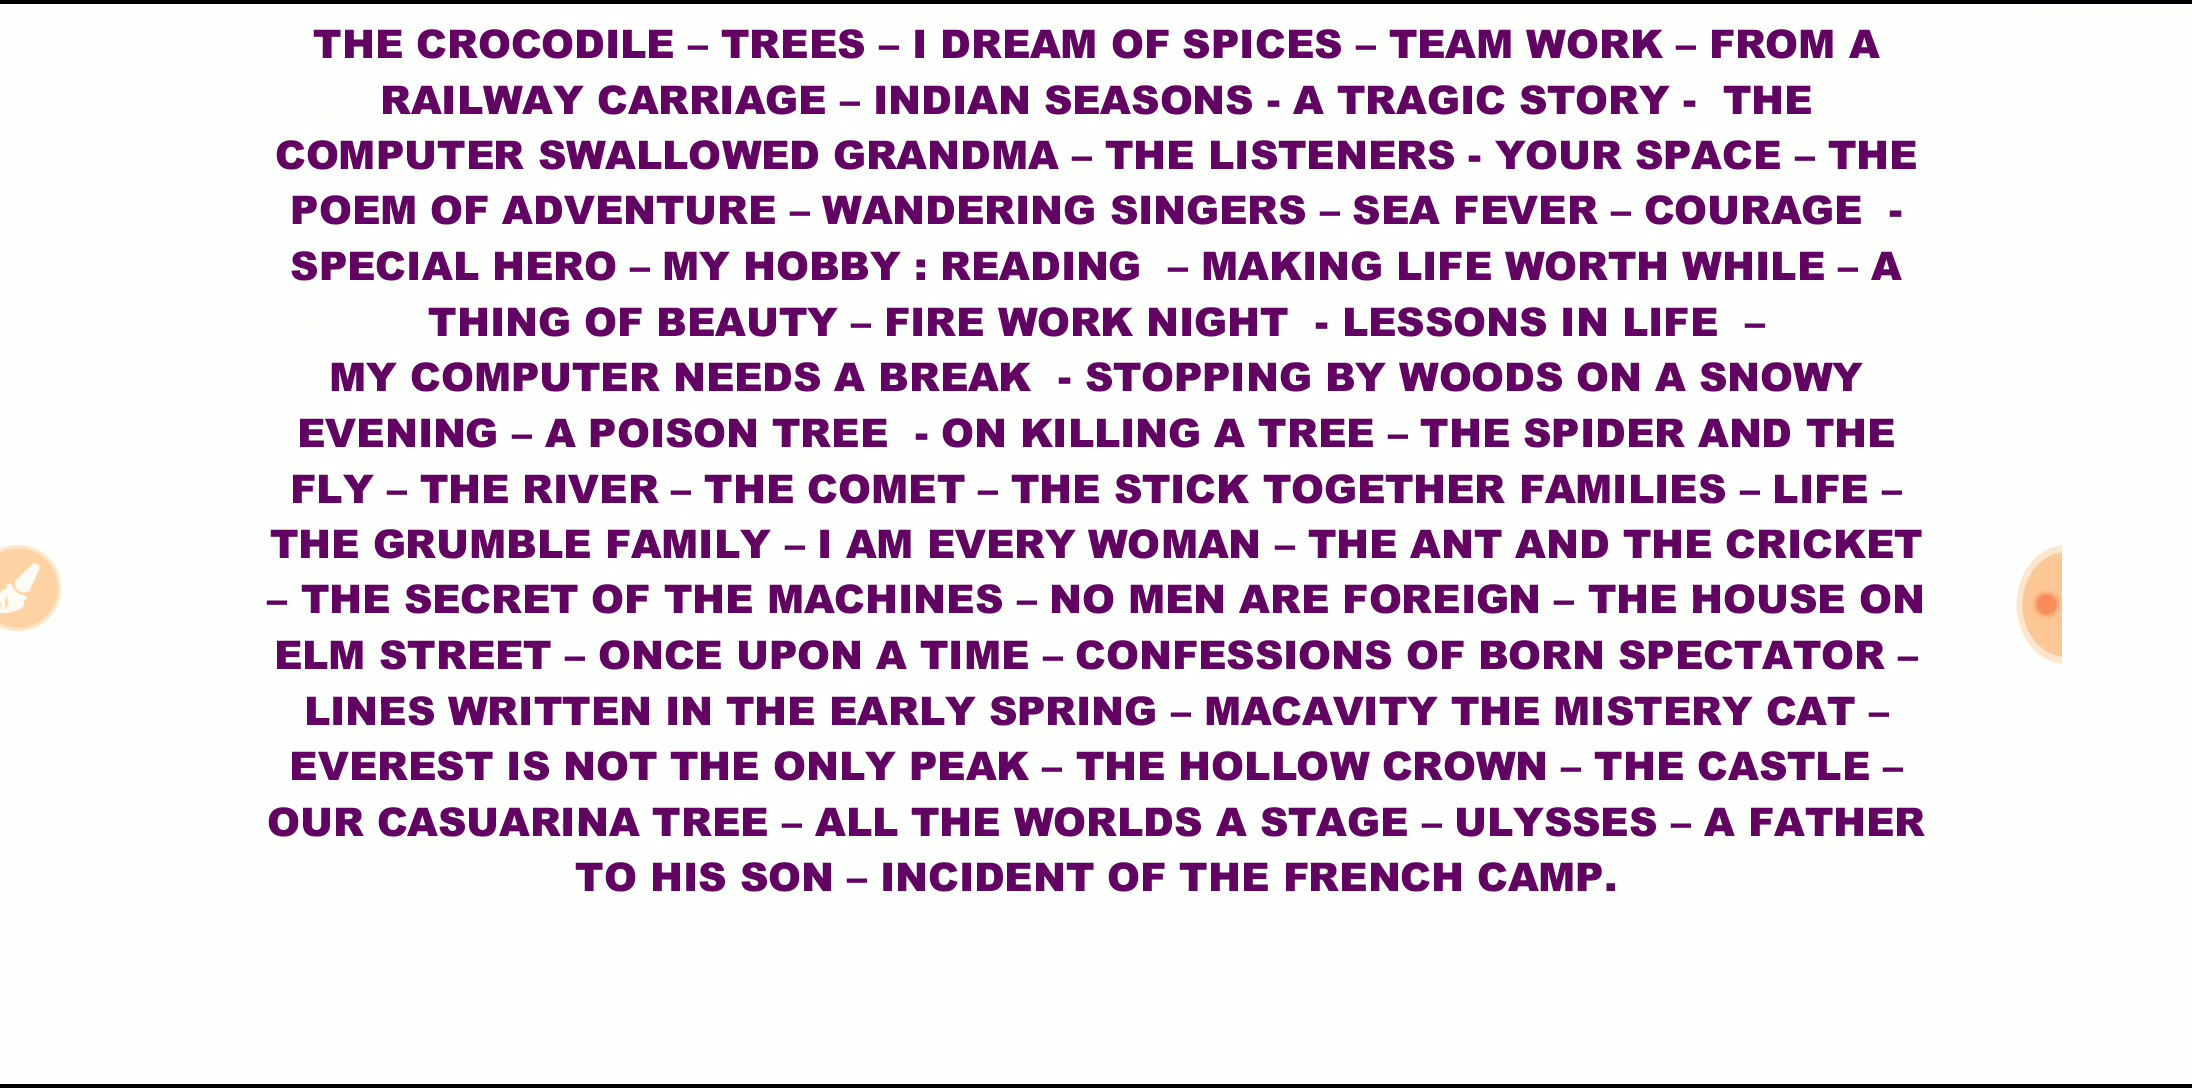 THE CROCODILE – TREES – I DREAM OF SPICES – TEAM WORK – FROM A
RAILWAY CARRIAGE – INDIAN SEASONS - A TRAGIC STORY - THE
COMPUTER SWALLOWED GRANDMA – THE LISTENERS - YOUR SPACE – THE
POEM OF ADVENTURE – WANDERING SINGERS – SEA FEVER – COURAGE -
SPECIAL HERO – MY HOBBY : READING – MAKING LIFE WORTH WHILE – A
THING OF BEAUTY – FIRE WORK NIGHT - LESSONS IN LIFE –
MY COMPUTER NEEDS A BREAK - STOPPING BY WOODS ON A SNOWY
EVENING – A POISON TREE - ON KILLING A TREE – THE SPIDER AND THE
FLY – THE RIVER – THE COMET – THE STICK TOGETHER FAMILIES – LIFE –
THE GRUMBLE FAMILY – I AM EVERY WOMAN – THE ANT AND THE CRICKET
– THE SECRET OF THE MACHINES – NO MEN ARE FOREIGN – THE HOUSE ON
ELM STREET – ONCE UPON A TIME – CONFESSIONS OF BORN SPECTATOR –
LINES WRITTEN IN THE EARLY SPRING – MACAVITY THE MISTERY CAT –
EVEREST IS NOT THE ONLY PEAK – THE HOLLOW CROWN – THE CASTLE –
OUR CASUARINA TREE – ALL THE WORLDS A STAGE – ULYSSES – A FATHER
TO HIS SON – INCIDENT OF THE FRENCH CAMP.